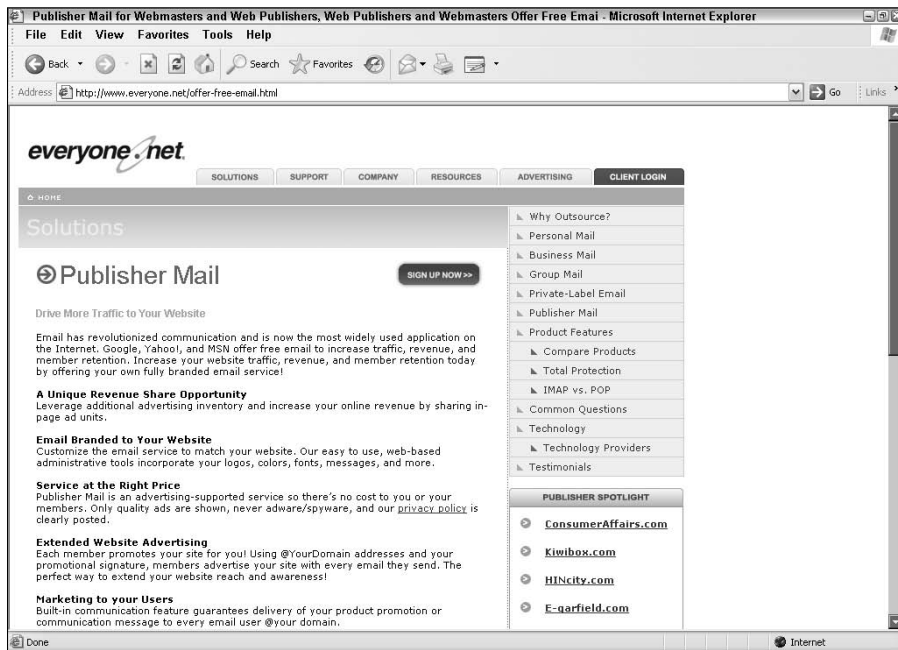 Publisher Mail for Webmasters and Web Publishers, Web Publishers and Webmasters Offer Free Emai - Microsoft Internet Explorer
File Edit View Favorites Tools Help
Back Search Favorites
Address http://www.everyone.net/offer-free-email.html Go Links
everyone.net
SOLUTIONS SUPPORT COMPANY RESOURCES ADVERTISING CLIENT LOGIN
HOME
Solutions
Publisher Mail
SIGN UP NOW >>
Drive More Traffic to Your Website
Email has revolutionized communication and is now the most widely used application on
the Internet. Google, Yahoo!, and MSN offer free email to increase traffic, revenue, and
member retention. Increase your website traffic, revenue, and member retention today
by offering your own fully branded email service!
A Unique Revenue Share Opportunity
Leverage additional advertising inventory and increase your online revenue by sharing in-
page ad units.
Email Branded to Your Website
Customize the email service to match your website. Our easy to use, web-based
administrative tools incorporate your logos, colors, fonts, messages, and more.
Service at the Right Price
Publisher Mail is an advertising-supported service so there's no cost to you or your
members. Only quality ads are shown, never adware/spyware, and our privacy policy is
clearly posted.
Extended Website Advertising
Each member promotes your site for you! Using @YourDomain addresses and your
promotional signature, members advertise your site with every email they send. The
perfect way to extend your website reach and awareness!
Marketing to your Users
Built-in communication feature guarantees delivery of your product promotion or
communication message to every email user @your domain.
Why Outsource?
Personal Mail
Business Mail
Group Mail
Private-Label Email
Publisher Mail
Product Features
Compare Products
Total Protection
IMAP vs. POP
Common Questions
Technology
Technology Providers
Testimonials
PUBLISHER SPOTLIGHT
ConsumerAffairs.com
Kiwibox.com
HINcity.com
E-garfield.com
Done Internet